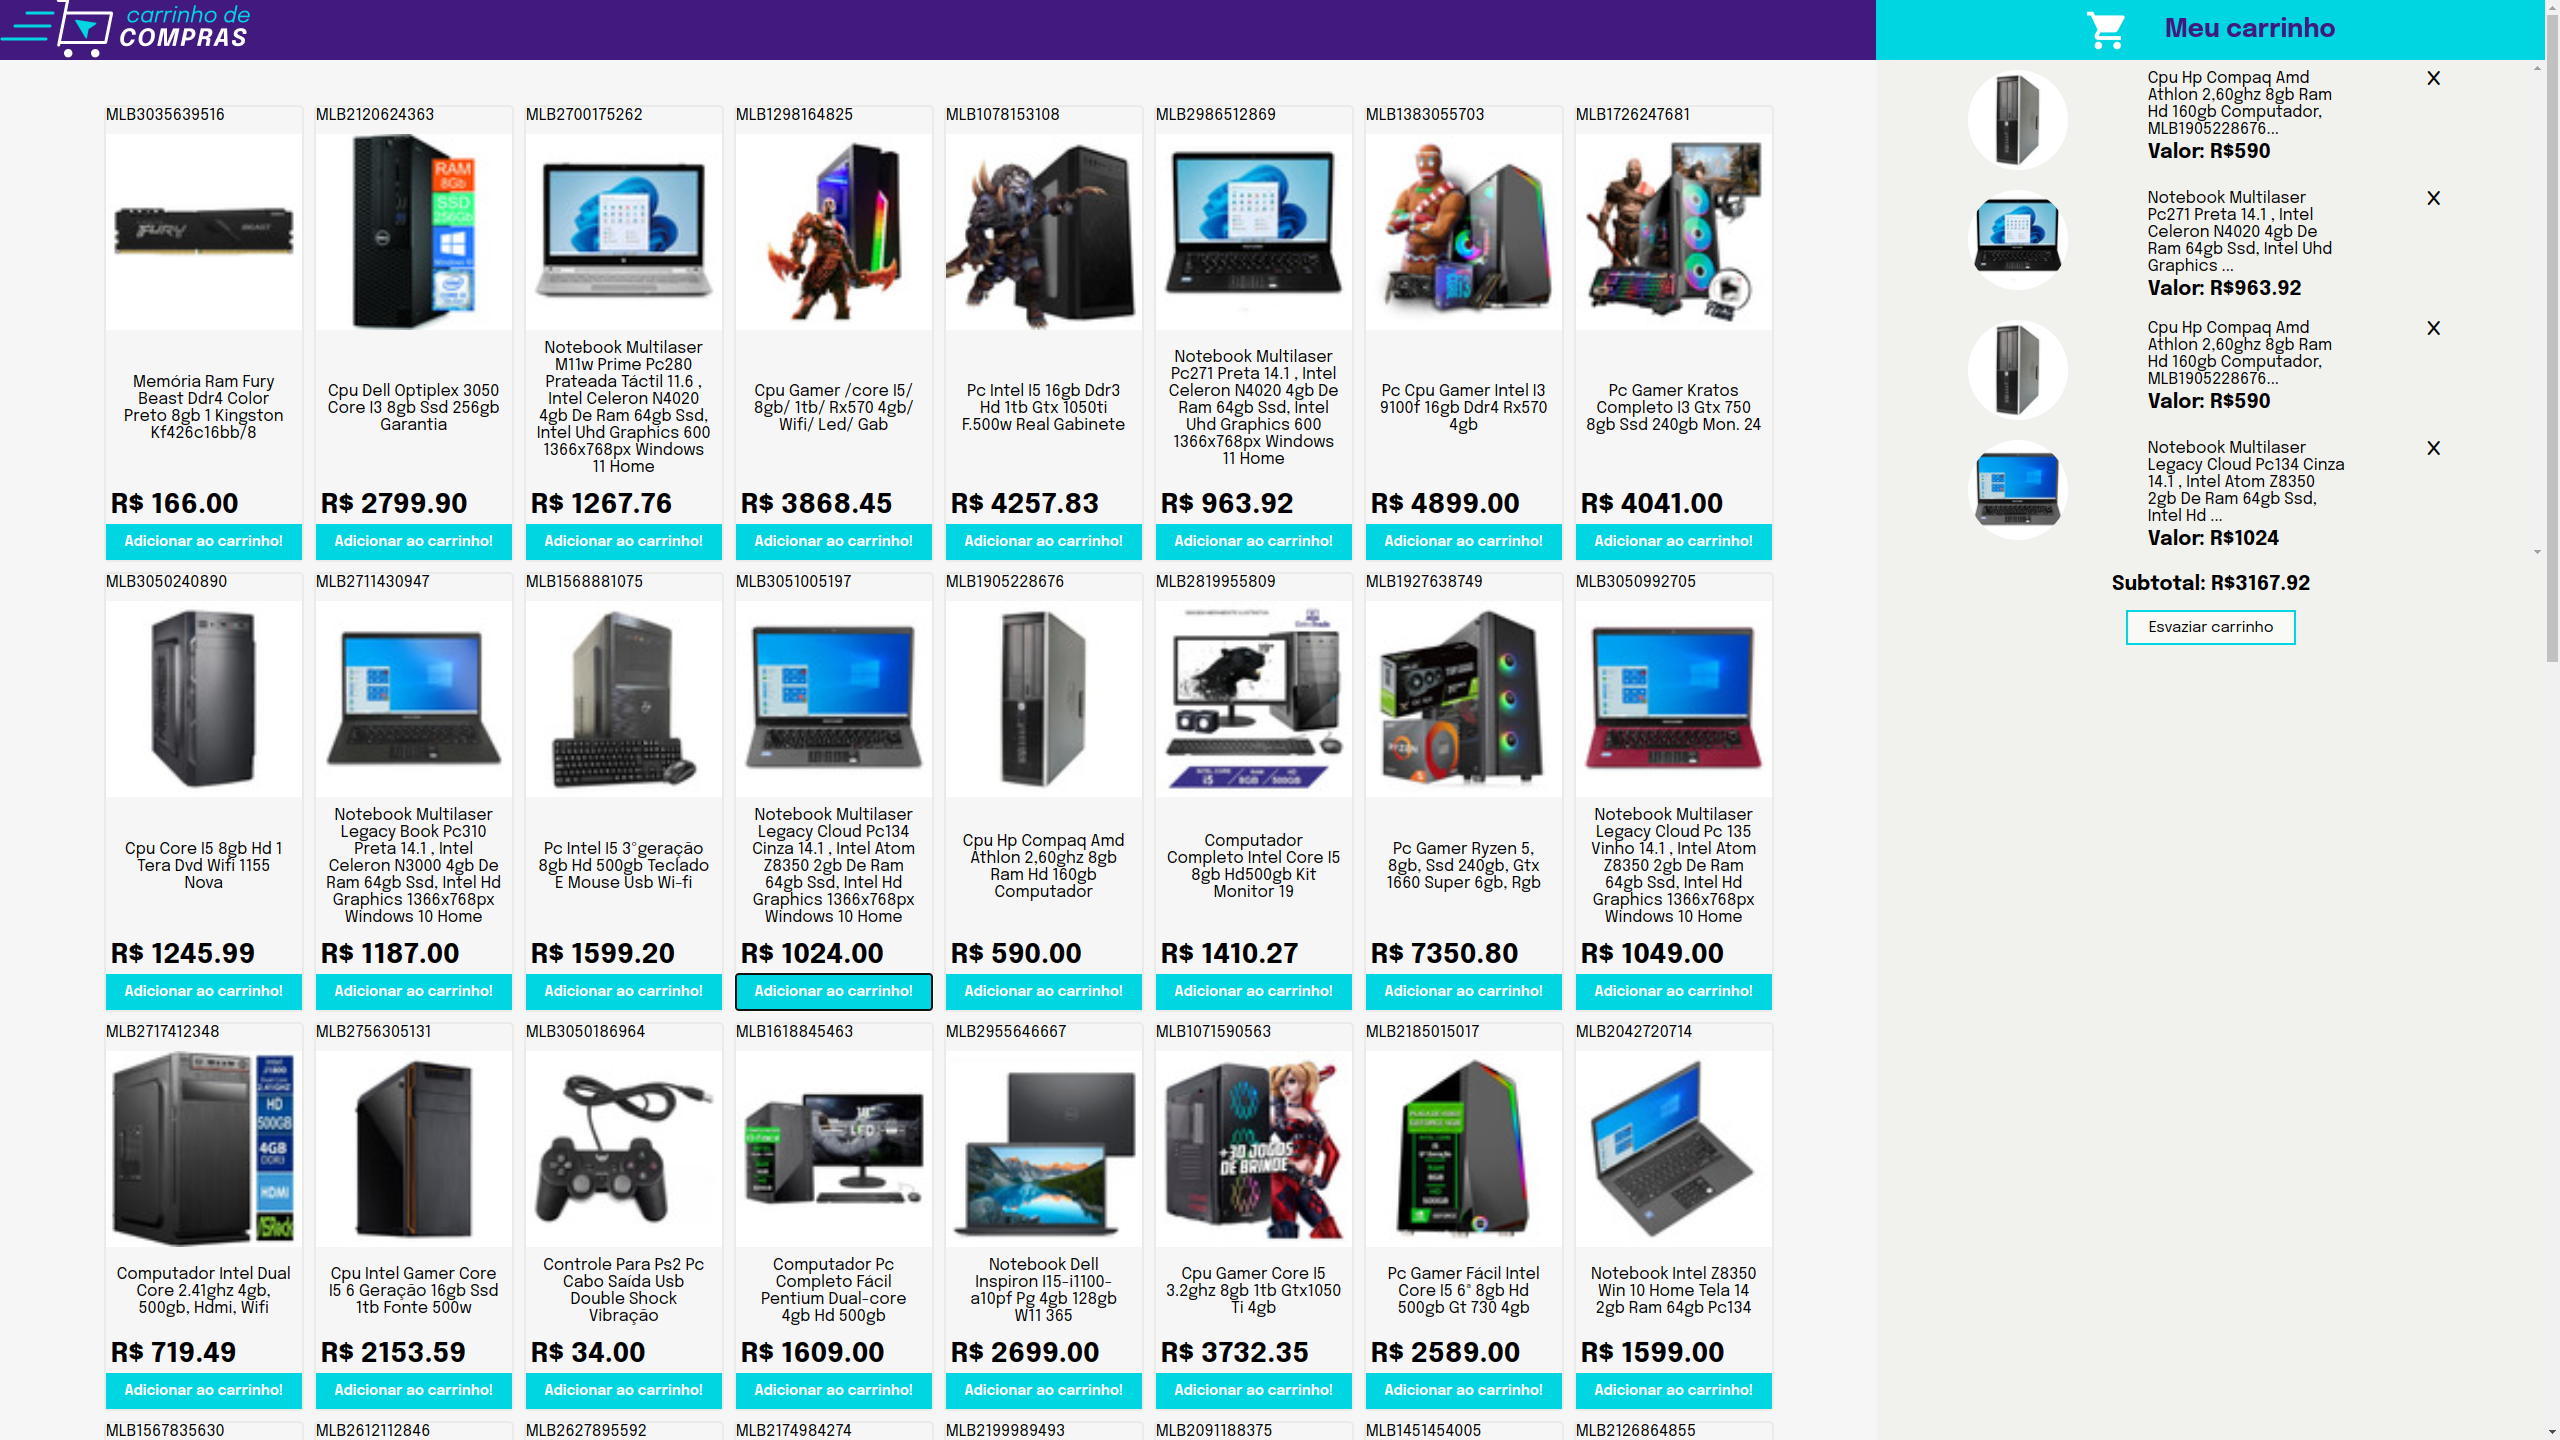 carrinho de
COMPRAS
Meu carrinho
MLB3035639516
MLB2120624363
MLB2700175262
MLB1298164825
MLB1078153108
MLB2986512869
MLB1383055703
MLB1726247681
FURY
BEAST
RAM
8Gb
SSD
256Gb
Windows 10
Memória Ram Fury
Beast Ddr4 Color
Preto 8gb 1 Kingston
Kf426c16bb/8
R$ 166.00
Adicionar ao carrinho!
Cpu Dell Optiplex 3050
Core I3 8gb Ssd 256gb
Garantia
R$ 2799.90
Adicionar ao carrinho!
Notebook Multilaser
M11w Prime Pc280
Prateada Táctil 11.6 ,
Intel Celeron N4020
4gb De Ram 64gb Ssd,
Intel Uhd Graphics 600
1366x768px Windows
11 Home
R$ 1267.76
Adicionar ao carrinho!
Cpu Gamer /core I5/
8gb/ 1tb/ Rx570 4gb/
Wifi/ Led/ Gab
R$ 3868.45
Adicionar ao carrinho!
Pc Intel I5 16gb Ddr3
Hd 1tb Gtx 1050ti
F.500w Real Gabinete
R$ 4257.83
Adicionar ao carrinho!
Notebook Multilaser
Pc271 Preta 14.1 , Intel
Celeron N4020 4gb De
Ram 64gb Ssd, Intel
Uhd Graphics 600
1366x768px Windows
11 Home
R$ 963.92
Adicionar ao carrinho!
Pc Cpu Gamer Intel I3
9100f 16gb Ddr4 Rx570
4gb
R$ 4899.00
Adicionar ao carrinho!
Pc Gamer Kratos
Completo I3 Gtx 750
8gb Ssd 240gb Mon. 24
R$ 4041.00
Adicionar ao carrinho!
MLB3050240890
MLB2711430947
MLB1568881075
MLB3051005197
MLB1905228676
MLB2819955809
MLB1927638749
MLB3050992705
i5
8GB
500GB
RYZEN
Cpu Core I5 8gb Hd 1
Tera Dvd Wifi 1155
Nova
R$ 1245.99
Adicionar ao carrinho!
Notebook Multilaser
Legacy Book Pc310
Preta 14.1 , Intel
Celeron N3000 4gb De
Ram 64gb Ssd, Intel Hd
Graphics 1366x768px
Windows 10 Home
R$ 1187.00
Adicionar ao carrinho!
Pc Intel I5 3°geração
8gb Hd 500gb Teclado
E Mouse Usb Wi-fi
R$ 1599.20
Adicionar ao carrinho!
Notebook Multilaser
Legacy Cloud Pc134
Cinza 14.1 , Intel Atom
Z8350 2gb De Ram
64gb Ssd, Intel Hd
Graphics 1366x768px
Windows 10 Home
R$ 1024.00
Adicionar ao carrinho!
Cpu Hp Compaq Amd
Athlon 2,60ghz 8gb
Ram Hd 160gb
Computador
R$ 590.00
Adicionar ao carrinho!
Computador
Completo Intel Core I5
8gb Hd500gb Kit
Monitor 19
R$ 1410.27
Adicionar ao carrinho!
Pc Gamer Ryzen 5,
8gb, Ssd 240gb, Gtx
1660 Super 6gb, Rgb
R$ 7350.80
Adicionar ao carrinho!
Notebook Multilaser
Legacy Cloud Pc 135
Vinho 14.1 , Intel Atom
Z8350 2gb De Ram
64gb Ssd, Intel Hd
Graphics 1366x768px
Windows 10 Home
R$ 1049.00
Adicionar ao carrinho!
MLB2717412348
MLB2756305131
MLB3050186964
MLB1618845463
MLB2955646667
MLB1071590563
MLB2185015017
MLB2042720714
HD
500GB
4GB
DDR3
HDMI
ASRock
LED
+30 JOGOS
DE BRINDE
Computador Intel Dual
Core 2.41ghz 4gb,
500gb, Hdmi, Wifi
R$ 719.49
Adicionar ao carrinho!
Cpu Intel Gamer Core
I5 6 Geração 16gb Ssd
1tb Fonte 500w
R$ 2153.59
Adicionar ao carrinho!
Controle Para Ps2 Pc
Cabo Saída Usb
Double Shock
Vibração
R$ 34.00
Adicionar ao carrinho!
Computador Pc
Completo Fácil
Pentium Dual-core
4gb Hd 500gb
R$ 1609.00
Adicionar ao carrinho!
Notebook Dell
Inspiron I15-i1100-
a10pf Pg 4gb 128gb
W11 365
R$ 2699.00
Adicionar ao carrinho!
Cpu Gamer Core I5
3.2ghz 8gb 1tb Gtx1050
Ti 4gb
R$ 3732.35
Adicionar ao carrinho!
Pc Gamer Fácil Intel
Core I5 6ª 8gb Hd
500gb Gt 730 4gb
R$ 2589.00
Adicionar ao carrinho!
Notebook Intel Z8350
Win 10 Home Tela 14
2gb Ram 64gb Pc134
R$ 1599.00
Adicionar ao carrinho!
MLB1567835630
MLB2612112846
MLB2627895592
MLB2174984274
MLB2199989493
MLB2091188375
MLB1451454005
MLB2126864855
Cpu Hp Compaq Amd
Athlon 2,60ghz 8gb Ram
Hd 160gb Computador,
MLB1905228676...
Valor: R$590
X
Notebook Multilaser
Pc271 Preta 14.1 , Intel
Celeron N4020 4gb De
Ram 64gb Ssd, Intel Uhd
Graphics ...
Valor: R$963.92
X
Cpu Hp Compaq Amd
Athlon 2,60ghz 8gb Ram
Hd 160gb Computador,
MLB1905228676...
Valor: R$590
X
Notebook Multilaser
Legacy Cloud Pc134 Cinza
14.1 , Intel Atom Z8350
2gb De Ram 64gb Ssd,
Intel Hd ...
Valor: R$1024
X
Subtotal: R$3167.92
Esvaziar carrinho